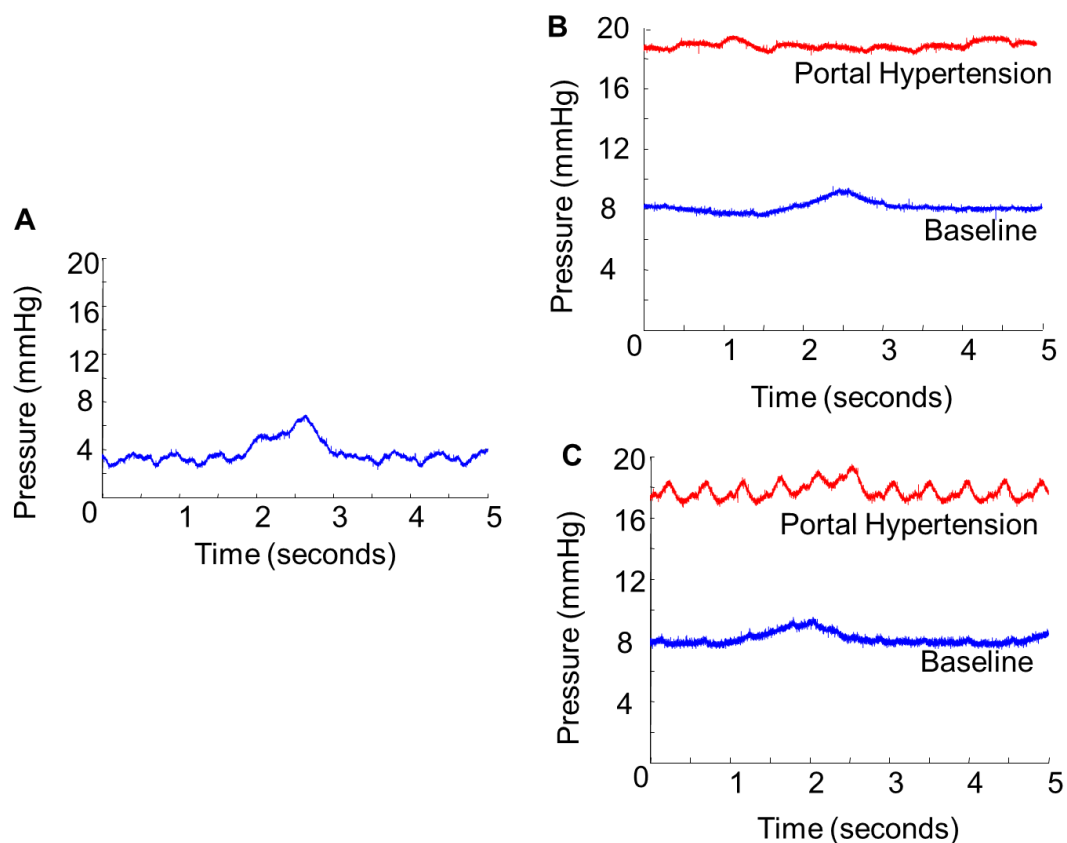 A
20
16
12
8
4
0
1
2
3
4
5
Pressure (mmHg)
Time (seconds)
B
20
16
12
8
4
0
1
2
3
4
5
Pressure (mmHg)
Portal Hypertension
Baseline
Time (seconds)
C
20
16
12
8
4
0
1
2
3
4
5
Pressure (mmHg)
Portal Hypertension
Baseline
Time (seconds)